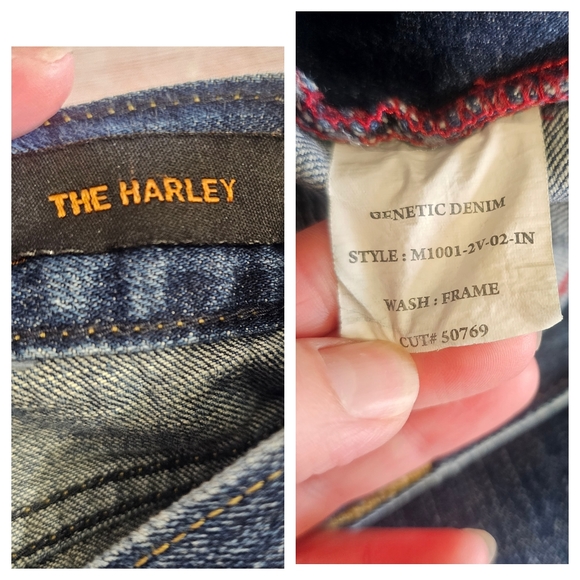 THE HARLEY
GENETIC DENIM
STYLE : M1001-2V-02-IN
WASH : FRAME
CUT# 50769